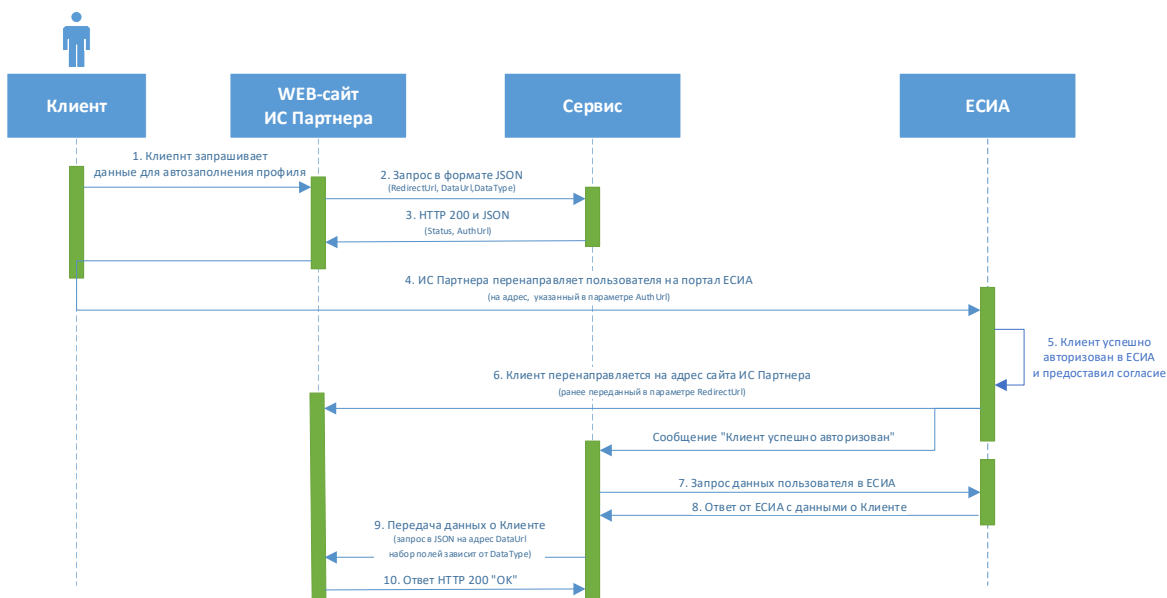 Клиент
WEB-сайт
ИС Партнера
Сервис
ЕСИА
1. Клиепнт запрашивает
данные для автозаполнения профиля
2. Запрос в формате JSON
(RedirectUrl, DataUrl,DataType)
3. HTTP 200 и JSON
(Status, AuthUrl)
4. ИС Партнера перенаправляет пользователя на портал ЕСИА
(на адрес, указанный в параметре AuthUrl)
5. Клиент успешно
авторизован в ЕСИА
и предоставил согласие
6. Клиент перенаправляется на адрес сайта ИС Партнера
(ранее переданный в параметре RedirectUrl)
Сообщение "Клиент успешно авторизован"
7. Запрос данных пользователя в ЕСИА
8. Ответ от ЕСИА с данными о Клиенте
9. Передача данных о Клиенте
(запрос в JSON на адрес DataUrl
набор полей зависит от DataType)
10. Ответ HTTP 200 "OK"